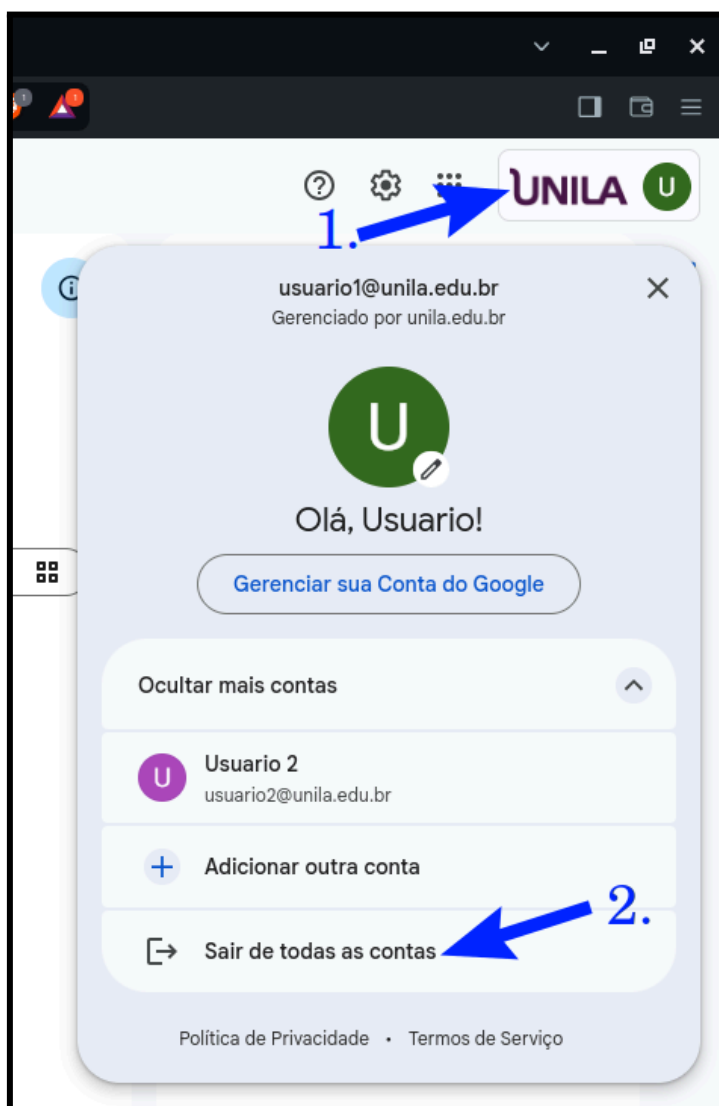 1
1
UNILA U
1.
usuario1@unila.edu.br
Gerenciado por unila.edu.br
U
Olá, Usuario!
Gerenciar sua Conta do Google
Ocultar mais contas
U
Usuario 2
usuario2@unila.edu.br
Adicionar outra conta
2.
Sair de todas as contas
Política de Privacidade • Termos de Serviço